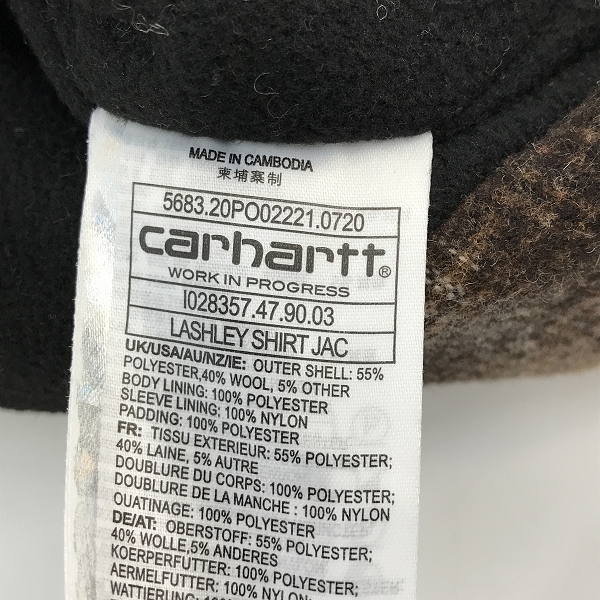 MADE IN CAMBODIA
柬埔寨制
5683.20PO02221.0720
carhartt®
WORK IN PROGRESS
I028357.47.90.03
LASHLEY SHIRT JAC
UK/USA/AU/NZ/IE: OUTER SHELL: 55%
POLYESTER,40% WOOL, 5% OTHER
BODY LINING: 100% POLYESTER
SLEEVE LINING: 100% NYLON
PADDING: 100% POLYESTER
FR: TISSU EXTERIEUR: 55% POLYESTER;
40% LAINE, 5% AUTRE
DOUBLURE DU CORPS: 100% POLYESTER;
DOUBLURE DE LA MANCHE : 100% NYLON
OUATINAGE: 100% POLYESTER
DE/AT: OBERSTOFF: 55% POLYESTER;
40% WOLLE,5% ANDERES
KOERPERFUTTER: 100% POLYESTER
AERMELFUTTER: 100% NYLON
WATTIERUNG: 100% POLYESTER